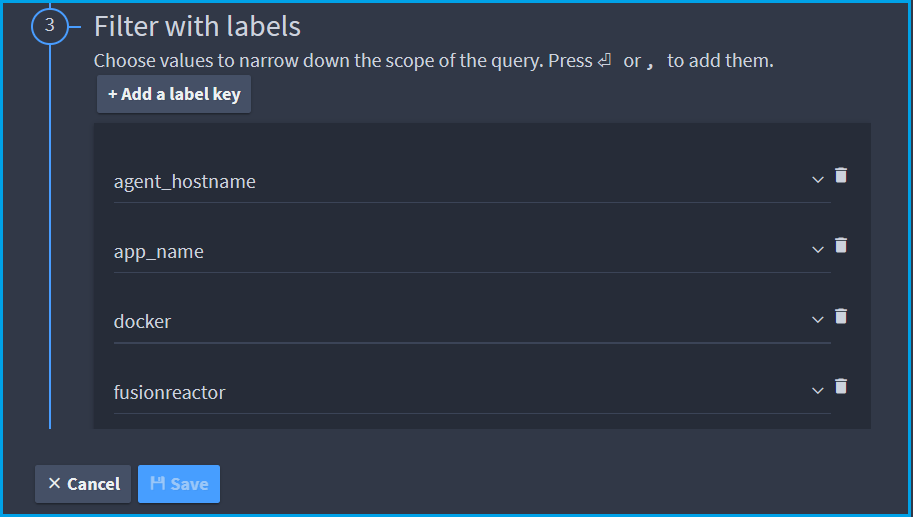 3
Filter with labels
Choose values to narrow down the scope of the query. Press ⏎ or , to add them.
+ Add a label key
agent_hostname
app_name
docker
fusionreactor
✕ Cancel
Save